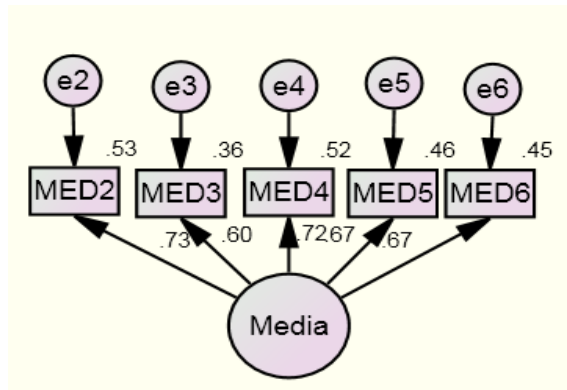 e2 e3 e4 e5 e6
.53 .36 .52 .46 .45
MED2 MED3 MED4 MED5 MED6
.73 .60 .72 .67 .67
Media